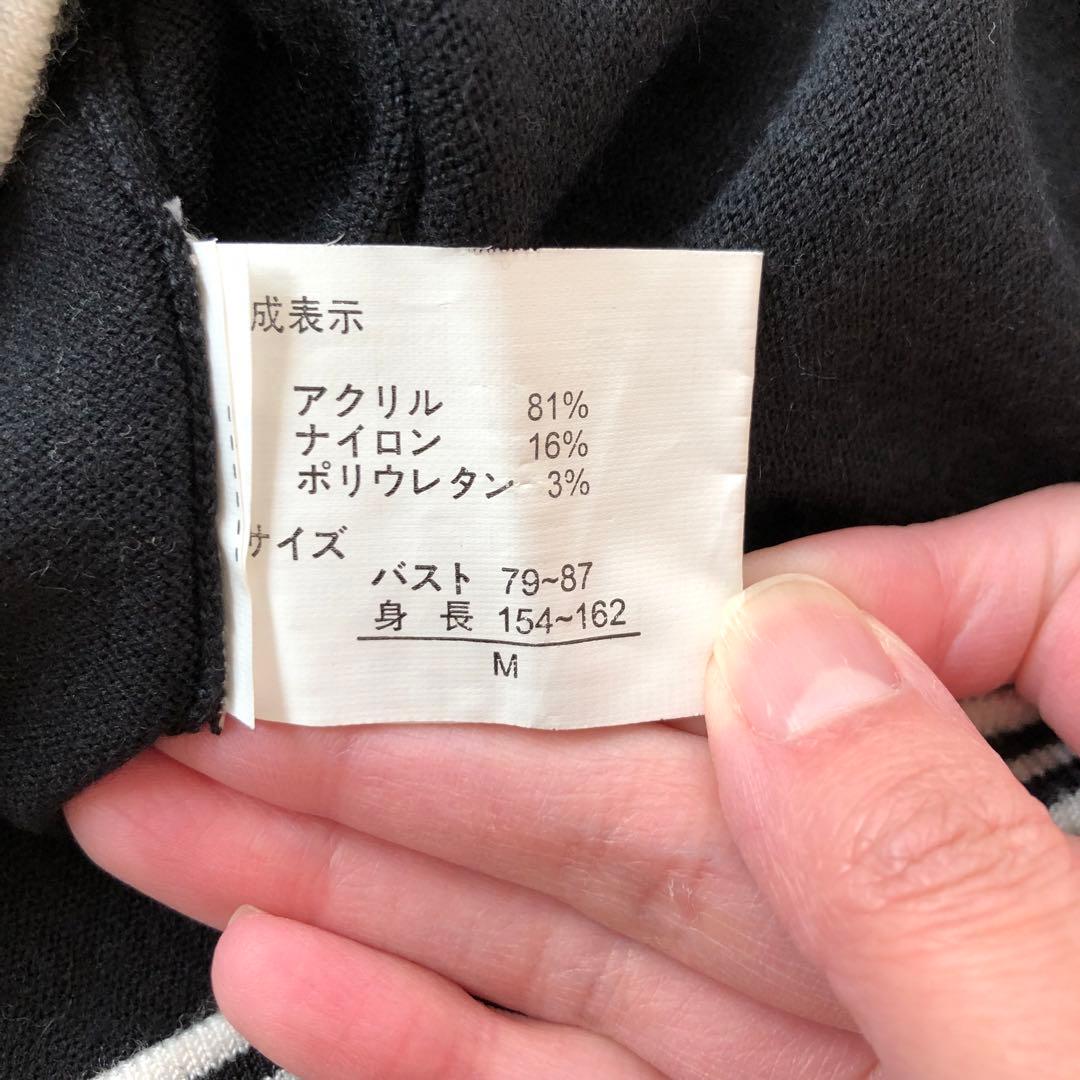 成表示
アクリル 81%
ナイロン 16%
ポリウレタン 3%
サイズ
バスト 79~87
身長 154~162
M